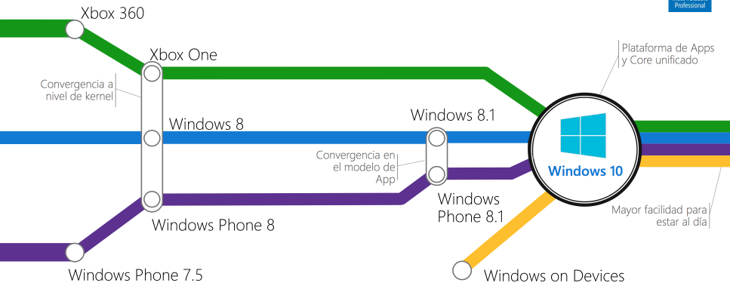 Professional
Xbox 360
Xbox One
Plataforma de Apps
y Core unificado
Convergencia a
nivel de kernel
Windows 8
Windows 8.1
Convergencia en
el modelo de
App
Windows 10
Windows
Phone 8.1
Windows Phone 8
Mayor facilidad para
estar al día
Windows Phone 7.5
Windows on Devices